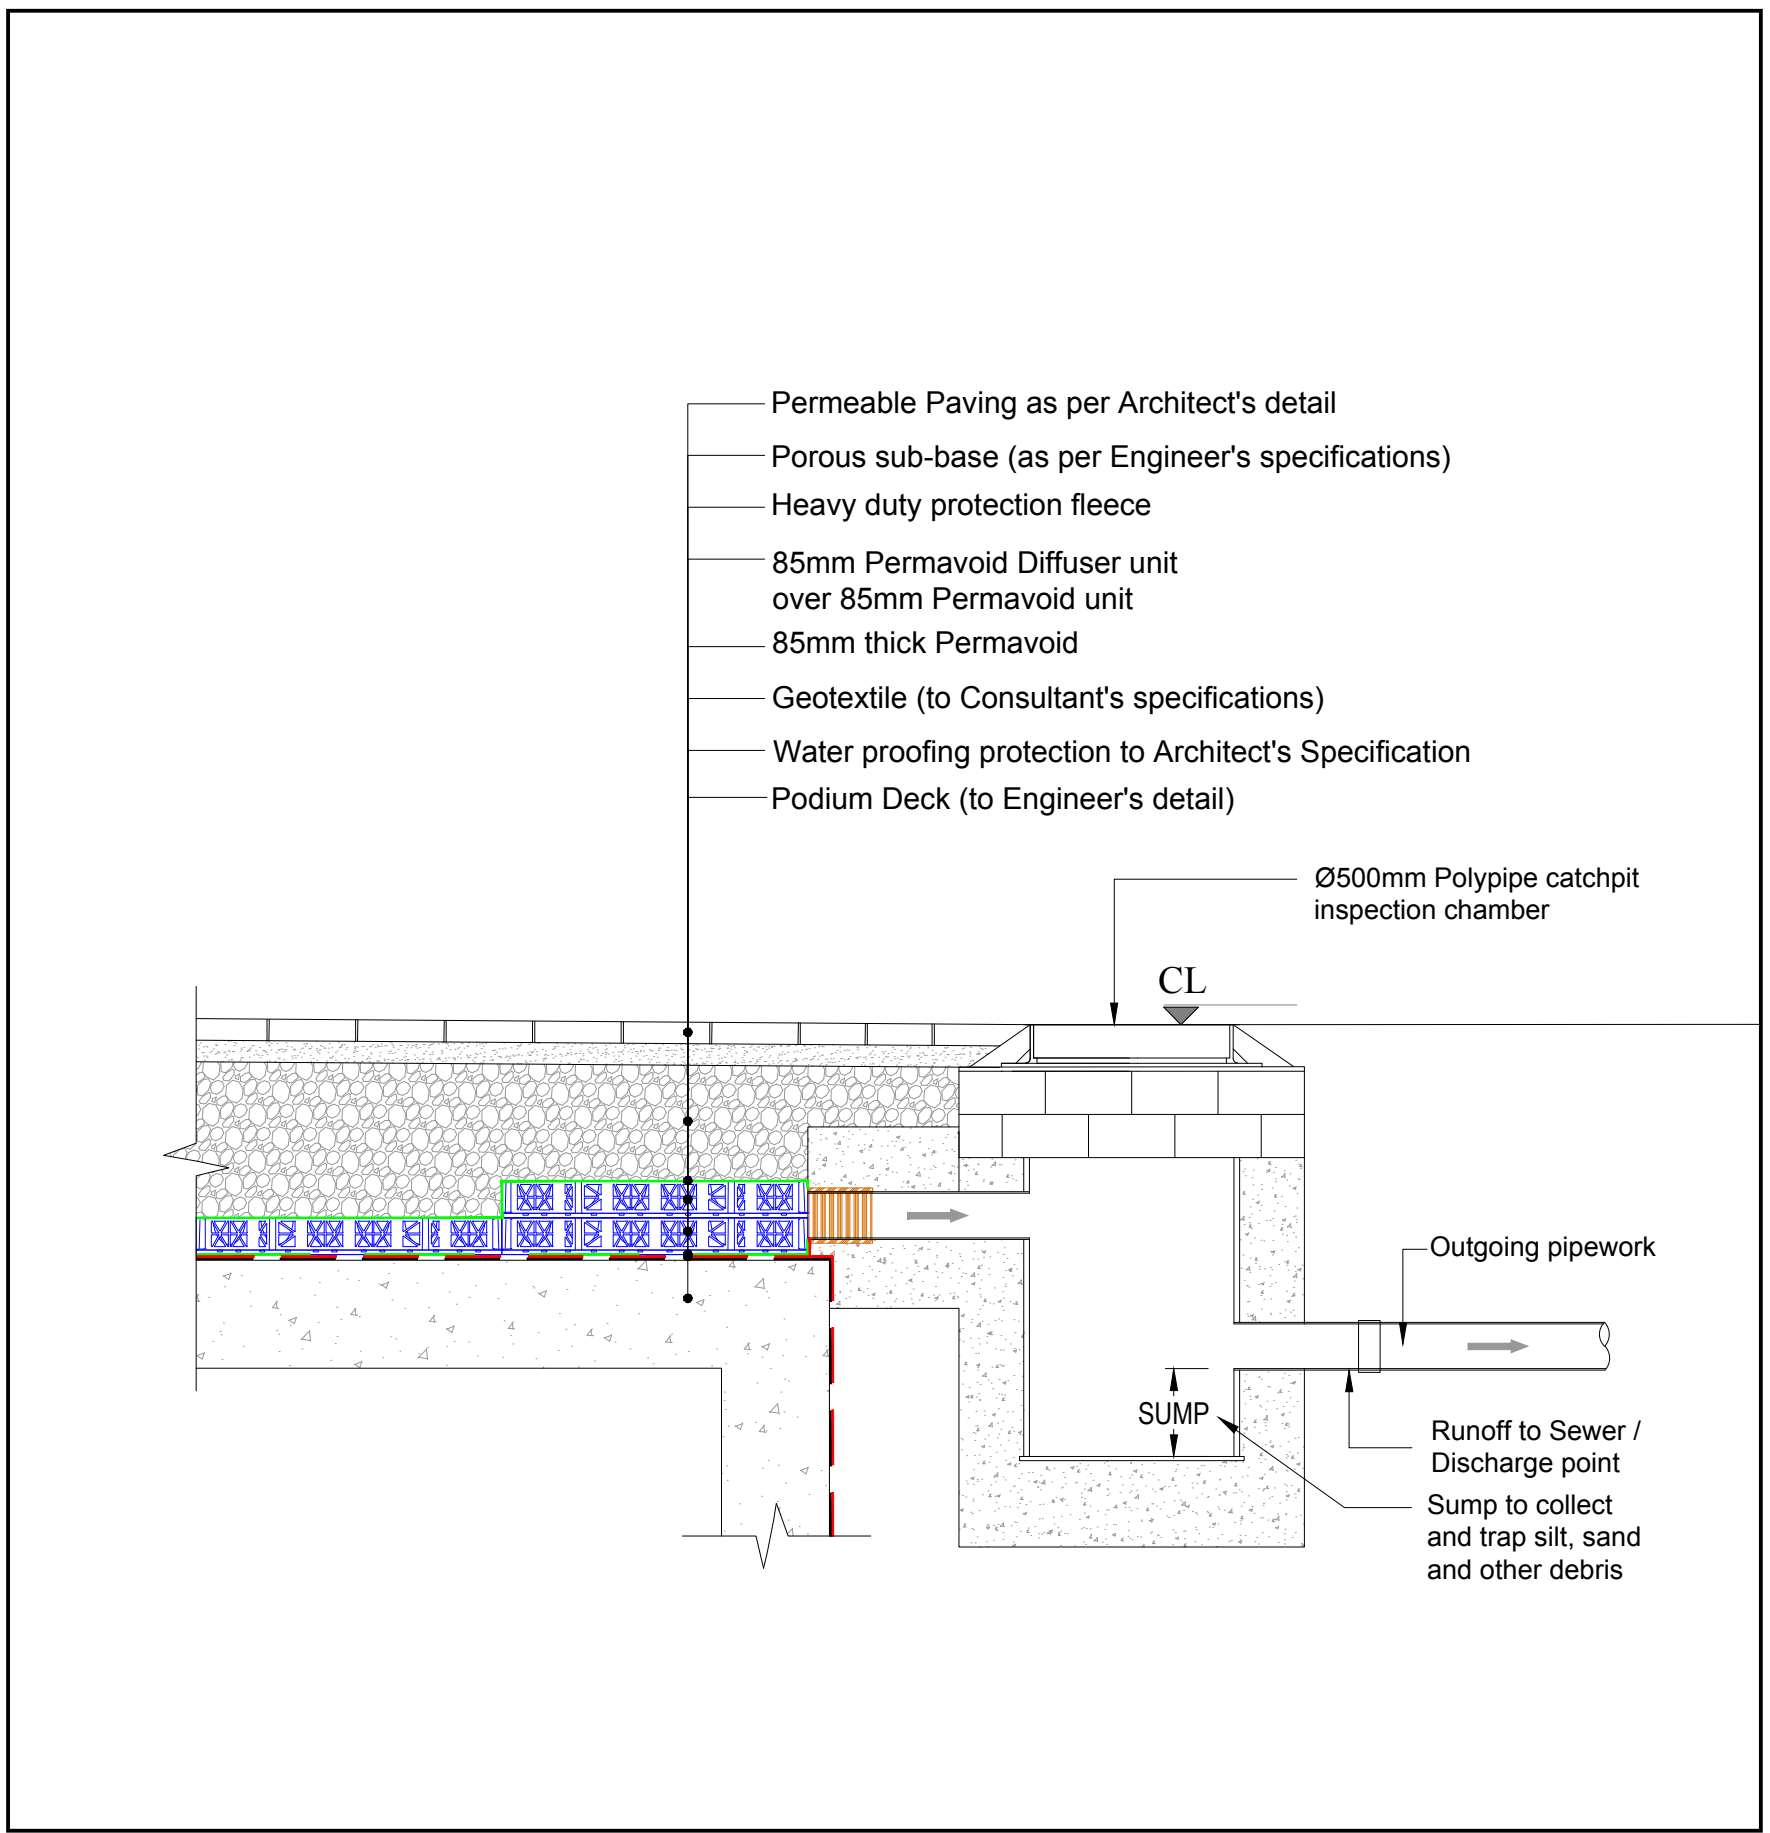 Permeable Paving as per Architect's detail
Porous sub-base (as per Engineer's specifications)
Heavy duty protection fleece
85mm Permavoid Diffuser unit
over 85mm Permavoid unit
85mm thick Permavoid
Geotextile (to Consultant's specifications)
Water proofing protection to Architect's Specification
Podium Deck (to Engineer's detail)
Ø500mm Polypipe catchpit
inspection chamber
CL
Outgoing pipework
SUMP
Runoff to Sewer /
Discharge point
Sump to collect
and trap silt, sand
and other debris